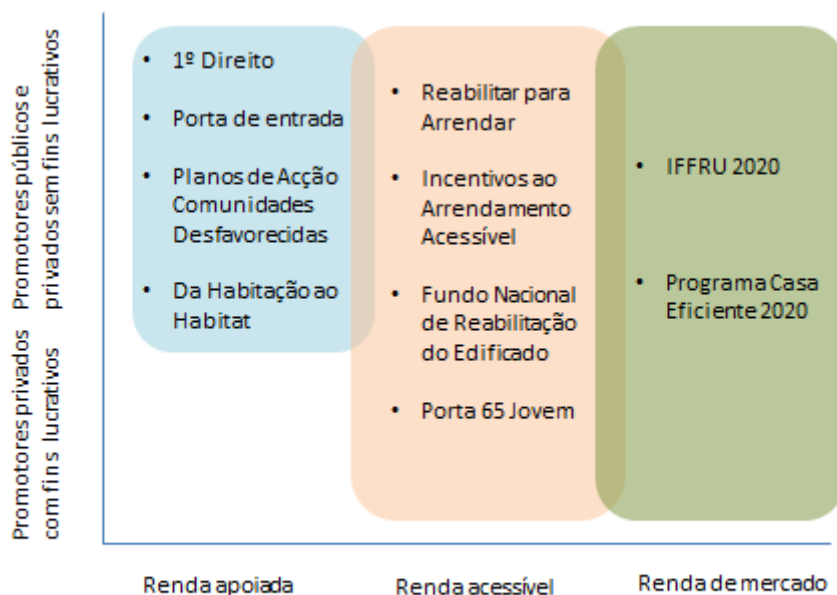 Promotores públicos e
privados sem fins lucrativos
Promotores privados
com fins lucrativos
• 1º Direito
• Porta de entrada
• Planos de Acção
Comunidades
Desfavorecidas
• Da Habitação ao
Habitat
• Reabilitar para
Arrendar
• Incentivos ao
Arrendamento
Acessível
• Fundo Nacional
de Reabilitação
do Edificado
• Porta 65 Jovem
• IFFRU 2020
• Programa Casa
Eficiente 2020
Renda apoiada
Renda acessível
Renda de mercado